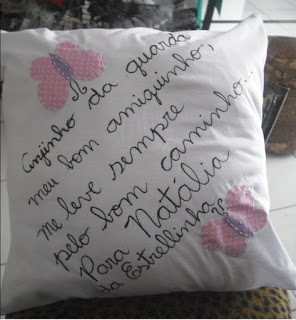 Anjinho da guarda
meu bom amiguinho,
me leve sempre
pelo bom caminho...
Para Natália
da Estrellinha